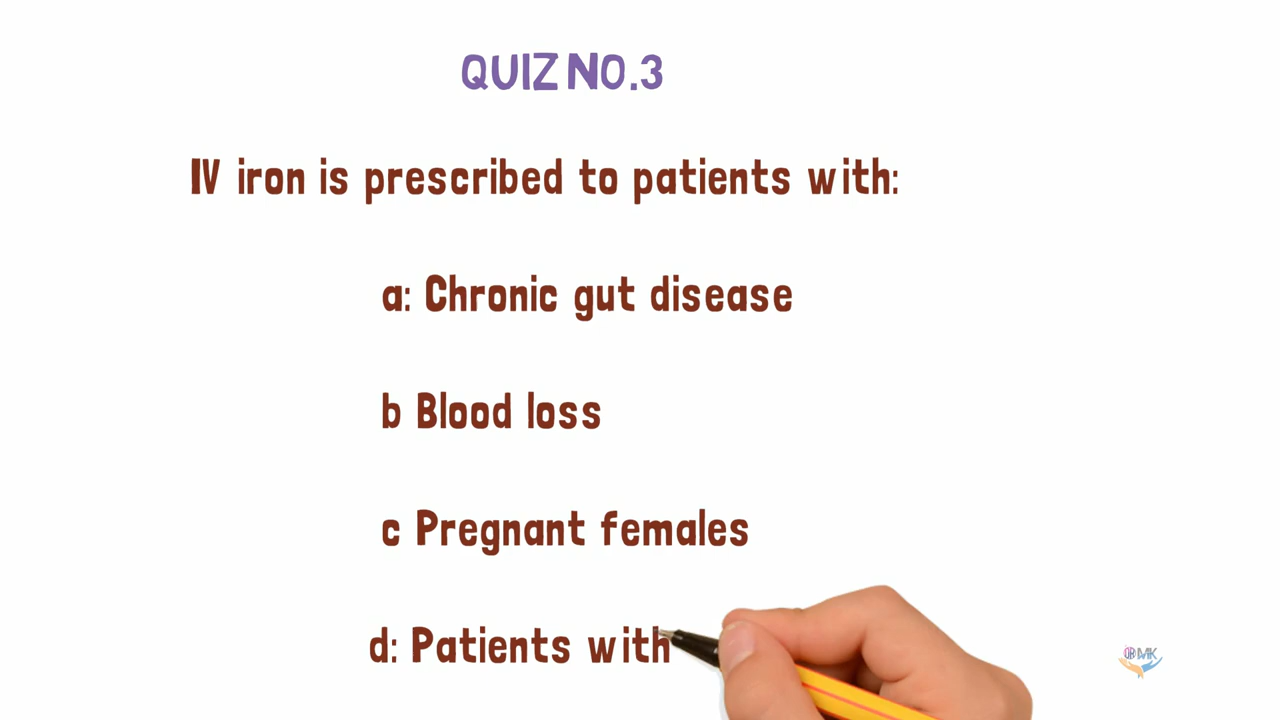 QUIZ NO.3
IV iron is prescribed to patients with:
a: Chronic gut disease
b Blood loss
c Pregnant females
d: Patients with